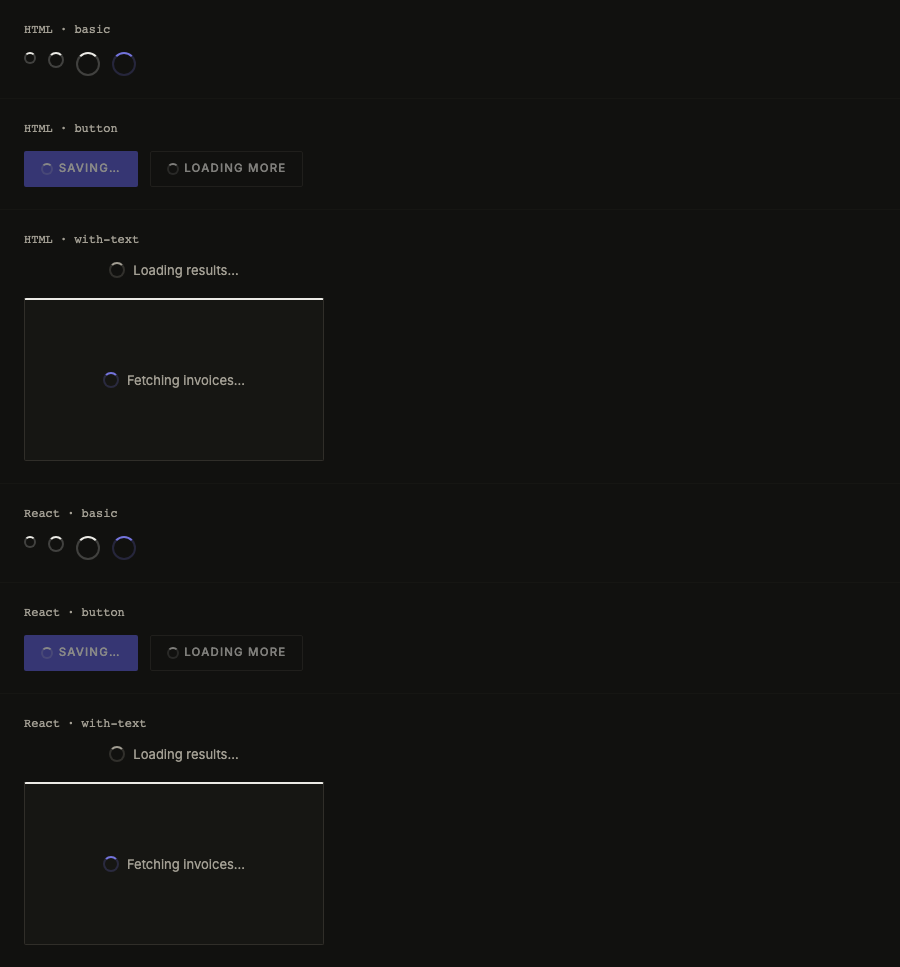 HTML · basic
HTML · button
SAVING… LOADING MORE
HTML · with-text
Loading results…
Fetching invoices…
React · basic
React · button
SAVING… LOADING MORE
React · with-text
Loading results…
Fetching invoices…